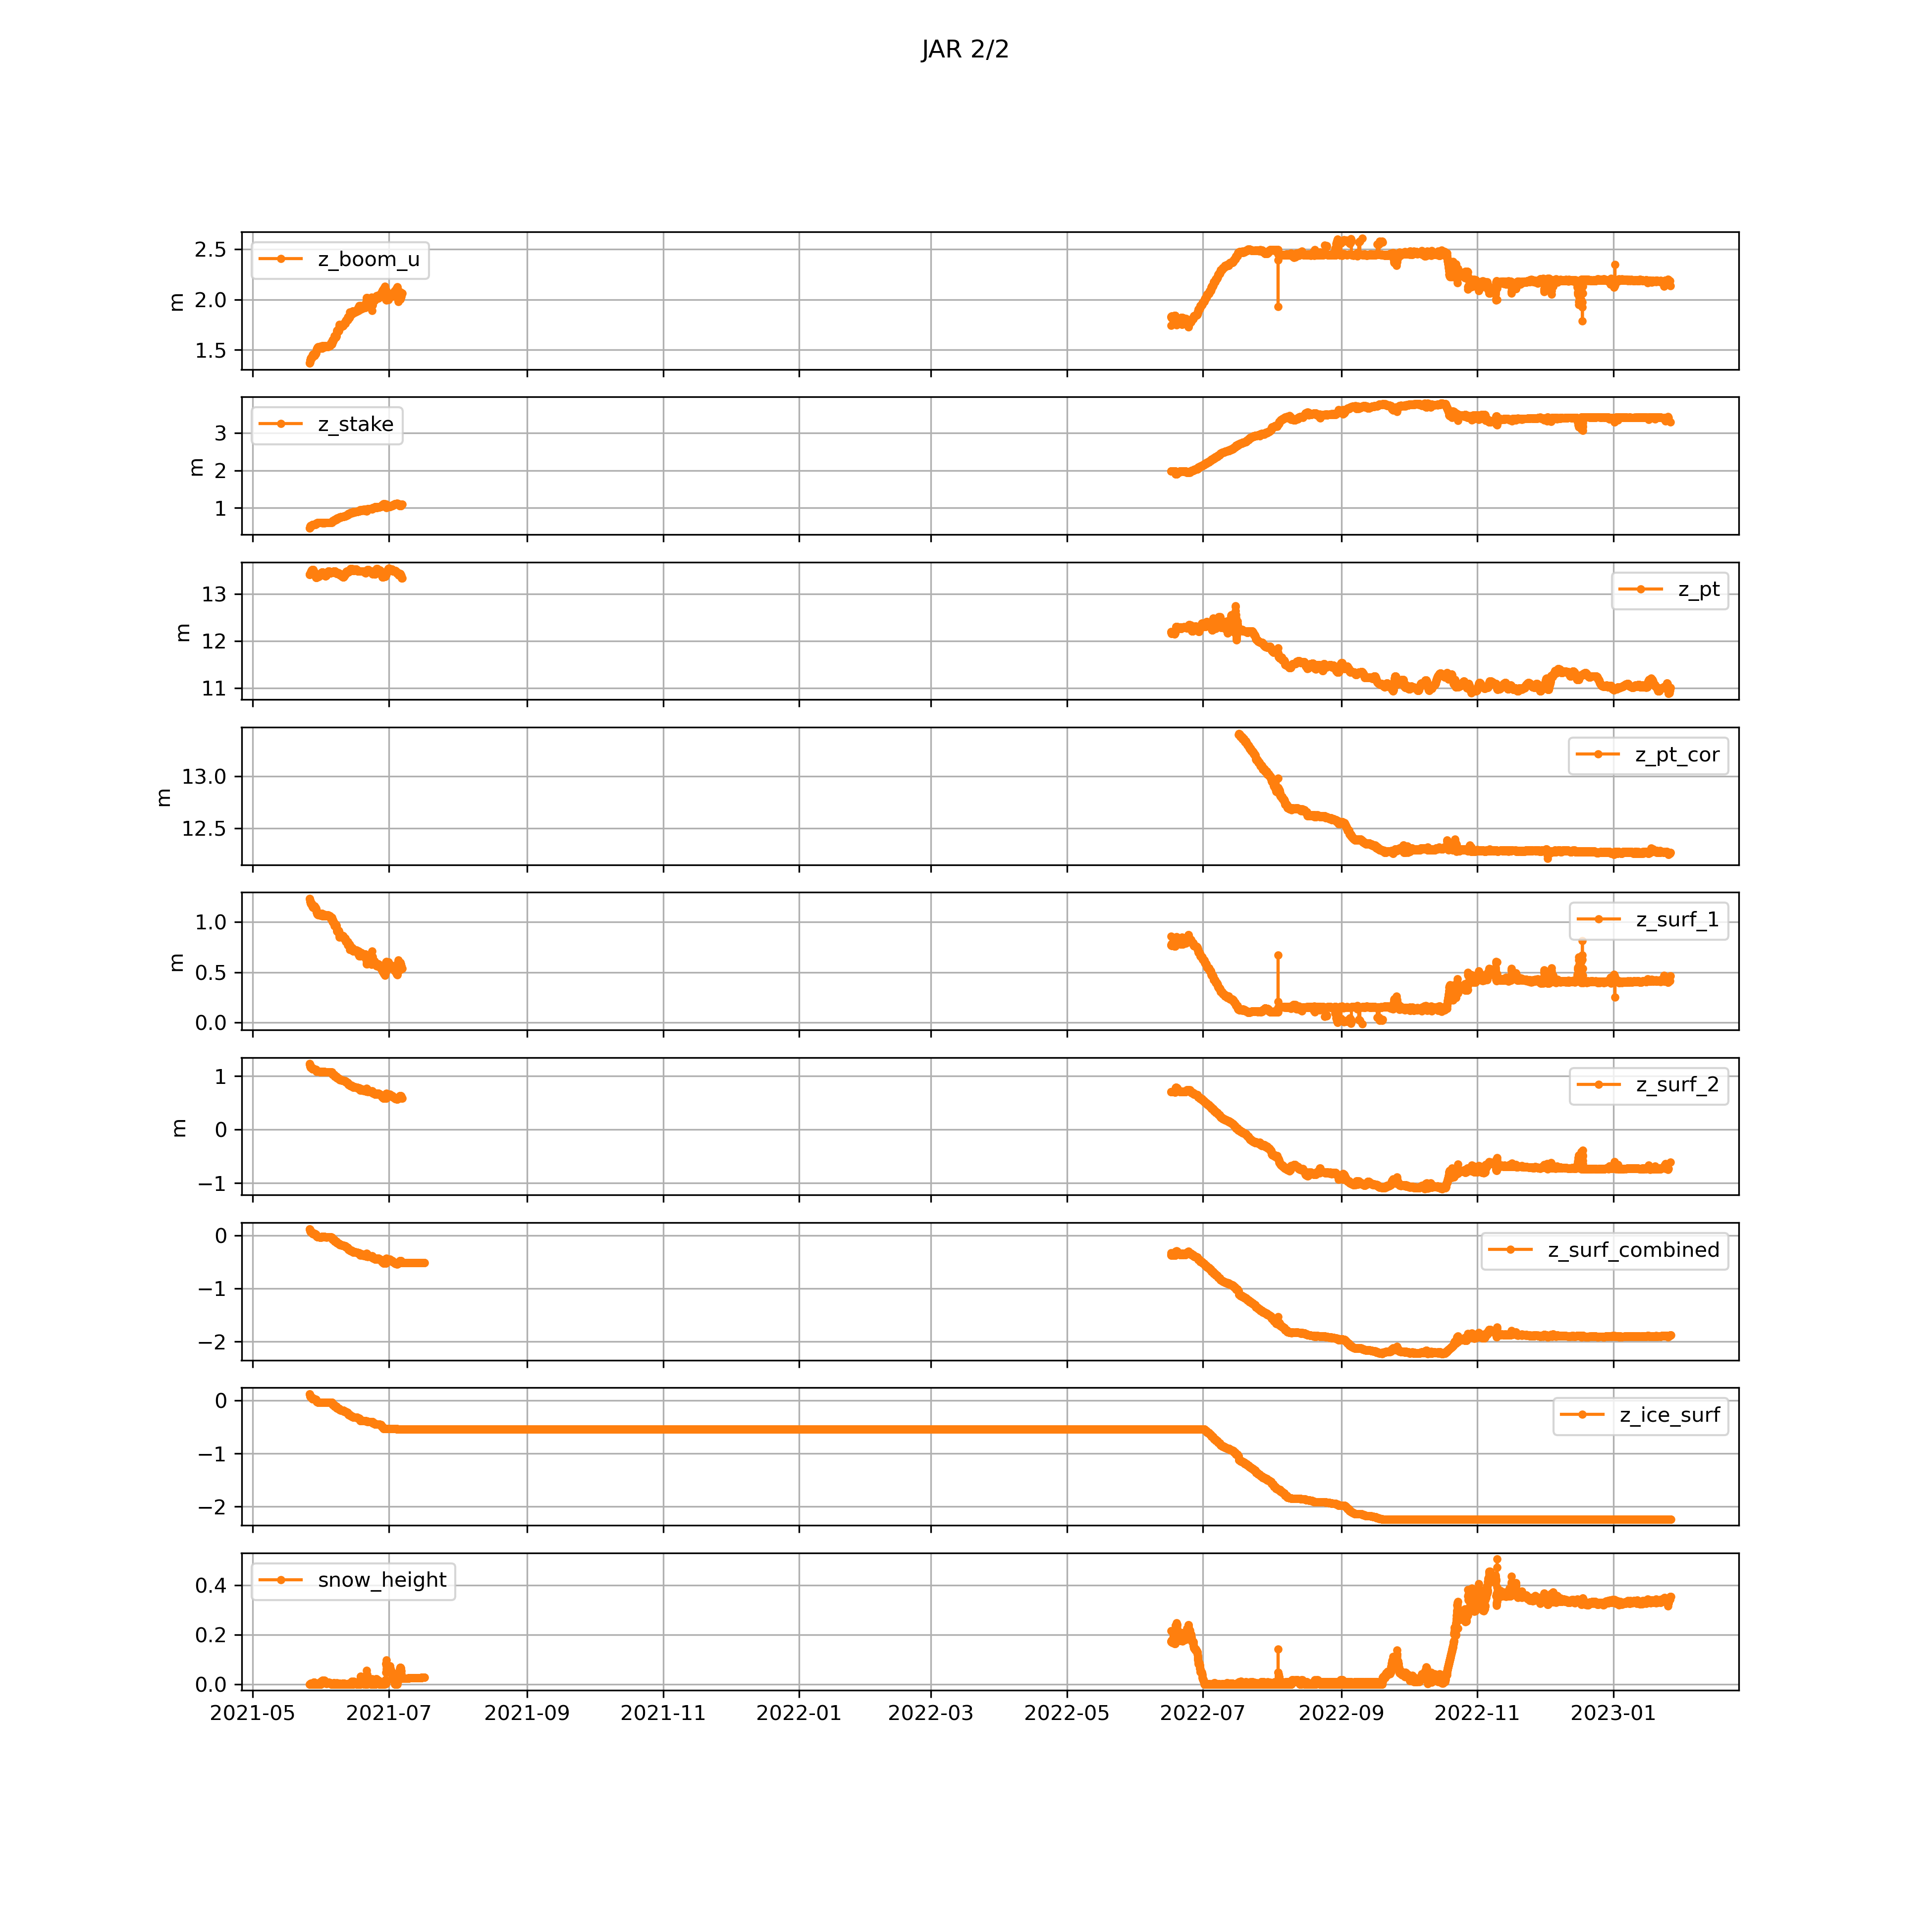 JAR 2/2
2.5
2.0
1.5
m
z_boom_u
3
2
1
m
z_stake
13
12
11
m
z_pt
13.0
12.5
m
z_pt_cor
1.0
0.5
0.0
m
z_surf_1
1
0
−1
m
z_surf_2
0
−1
−2
z_surf_combined
0
−1
−2
z_ice_surf
0.4
0.2
0.0
snow_height
2021-05 2021-07 2021-09 2021-11 2022-01 2022-03 2022-05 2022-07 2022-09 2022-11 2023-01